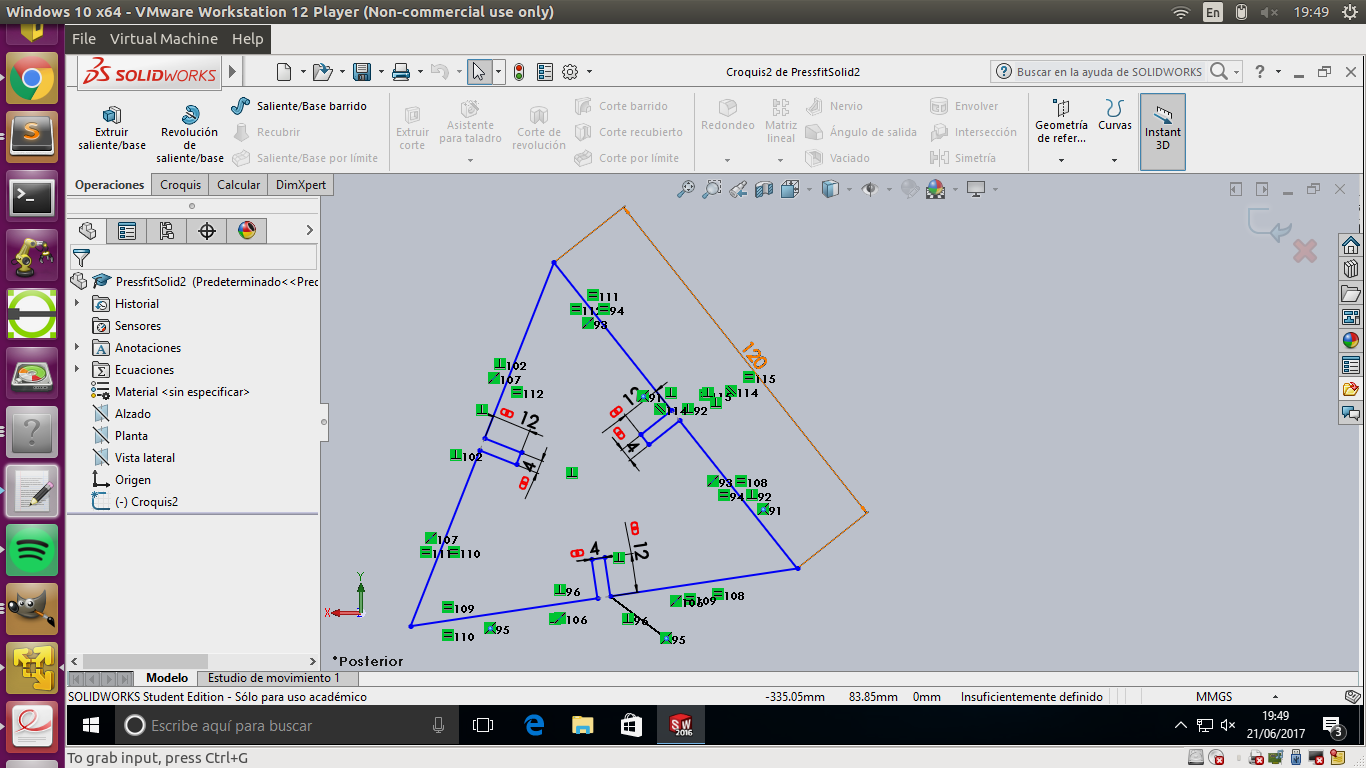 Windows 10 x64 - VMware Workstation 12 Player (Non-commercial use only)
En
19:49
File Virtual Machine Help
SOLIDWORKS
Croquis2 de PressfitSolid2
Buscar en la ayuda de SOLIDWORKS
?
Extruir saliente/base
Revolución de saliente/base
Saliente/Base barrido
Recubrir
Saliente/Base por límite
Extruir corte
Asistente para taladro
Corte de revolución
Corte barrido
Corte recubierto
Corte por límite
Redondeo
Matriz lineal
Nervio
Ángulo de salida
Vaciado
Envolver
Intersección
Simetría
Geometría de refer...
Curvas
Instant 3D
Operaciones Croquis Calcular DimXpert
PressfitSolid2 (Predeterminado<<Prec
Historial
Sensores
Anotaciones
Ecuaciones
Material <sin especificar>
Alzado
Planta
Vista lateral
Origen
(-) Croquis2
111
94
93
120
115
102
107
112
114
91
12
114
92
12
4
102
4
93
108
94
92
91
107
111
110
4
12
96
109
106
109
108
106
96
110
95
95
Y
X
*Posterior
Modelo Estudio de movimiento 1
SOLIDWORKS Student Edition - Sólo para uso académico
-335.05mm 83.85mm 0mm Insuficientemente definido MMGS
Escribe aquí para buscar
SW 2016
19:49
21/06/2017
3
To grab input, press Ctrl+G